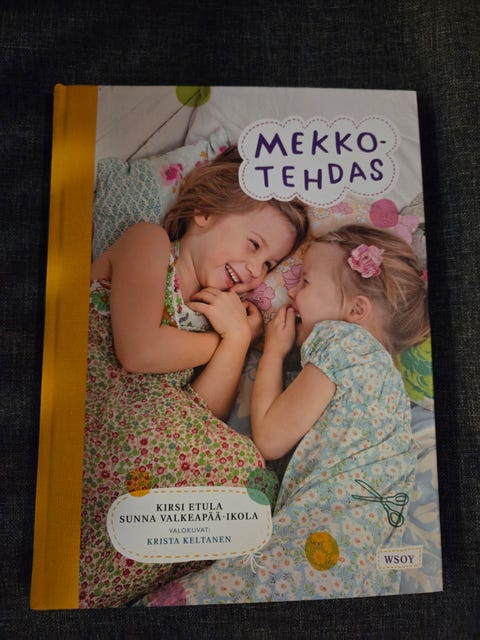 MEKKO-
TEHDAS
KIRSI ETULA
SUNNA VALKEAPÄÄ-IKOLA
VALOKUVAT:
KRISTA KELTANEN
WSOY